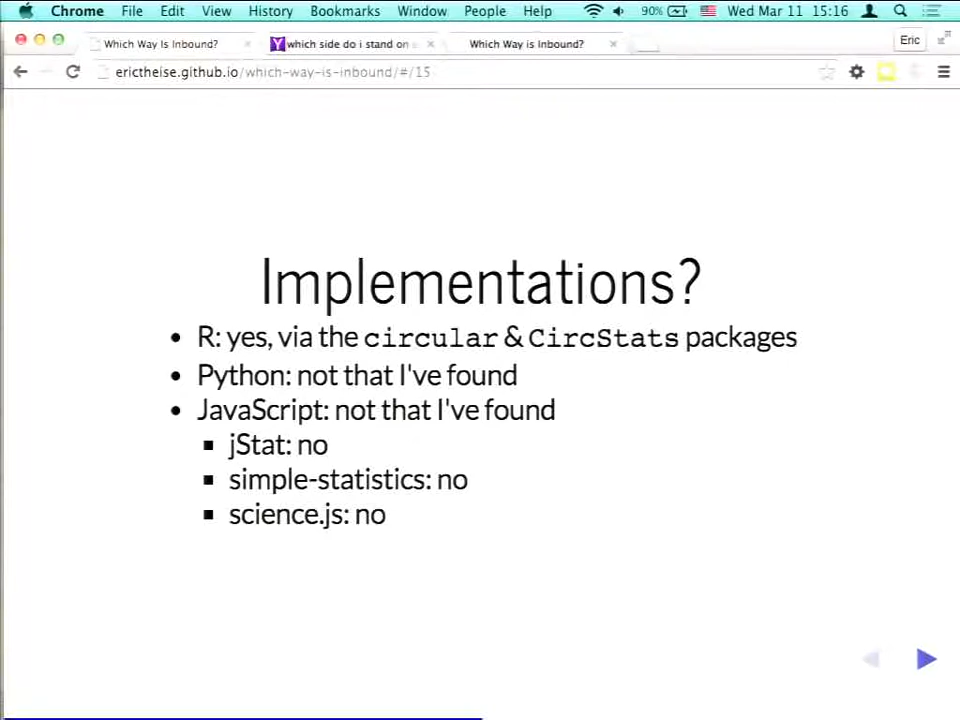 Chrome File Edit View History Bookmarks Window People Help 90% Wed Mar 11 15:16
Which Way Is Inbound? which side do i stand on Which Way is Inbound? Eric
erictheise.github.io/which-way-is-inbound/#/15
Implementations?
• R: yes, via the circular & CircStats packages
• Python: not that I've found
• JavaScript: not that I've found
▪ jStat: no
▪ simple-statistics: no
▪ science.js: no